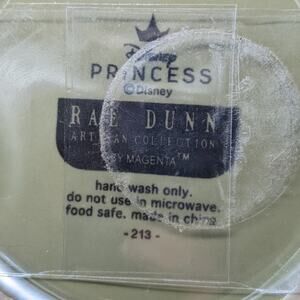 Disney
PRINCESS
©Disney
RAE DUNN
ARTISAN COLLECTION
BY MAGENTA™
hand wash only.
do not use in microwave.
food safe. made in china
- 213 -